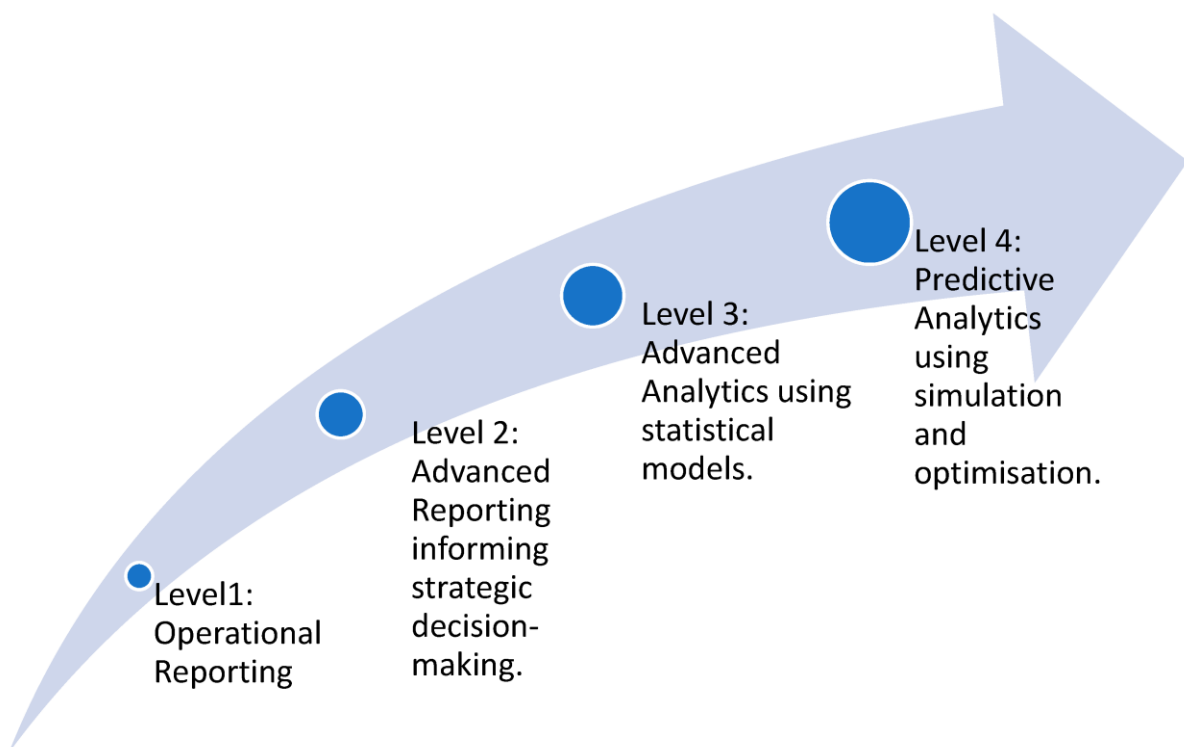 Level1:
Operational
Reporting
Level 2:
Advanced
Reporting
informing
strategic
decision-
making.
Level 3:
Advanced
Analytics using
statistical
models.
Level 4:
Predictive
Analytics
using
simulation
and
optimisation.